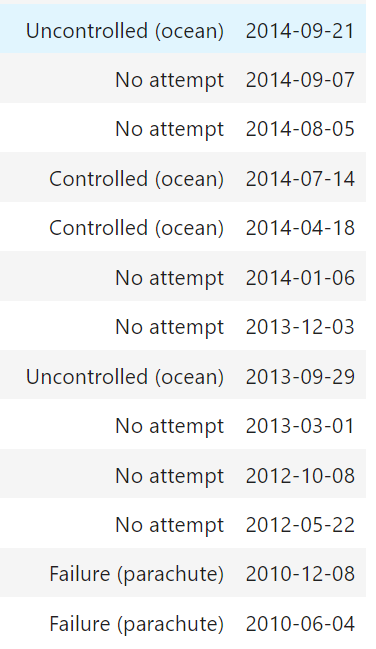 Uncontrolled (ocean) 2014-09-21
No attempt 2014-09-07
No attempt 2014-08-05
Controlled (ocean) 2014-07-14
Controlled (ocean) 2014-04-18
No attempt 2014-01-06
No attempt 2013-12-03
Uncontrolled (ocean) 2013-09-29
No attempt 2013-03-01
No attempt 2012-10-08
No attempt 2012-05-22
Failure (parachute) 2010-12-08
Failure (parachute) 2010-06-04